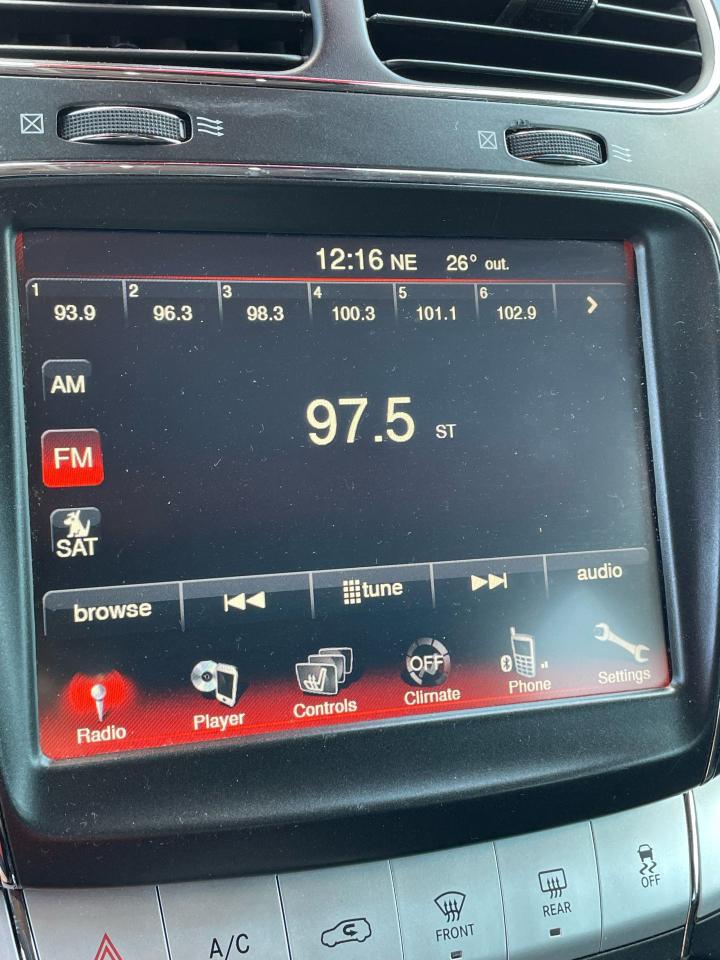 12:16 NE 26° out.
1 2 3 4 5 6
93.9 96.3 98.3 100.3 101.1 102.9
AM
97.5 ST
FM
SAT
browse tune audio
OFF
Radio Player Controls Climate Phone Settings
A/C FRONT REAR OFF